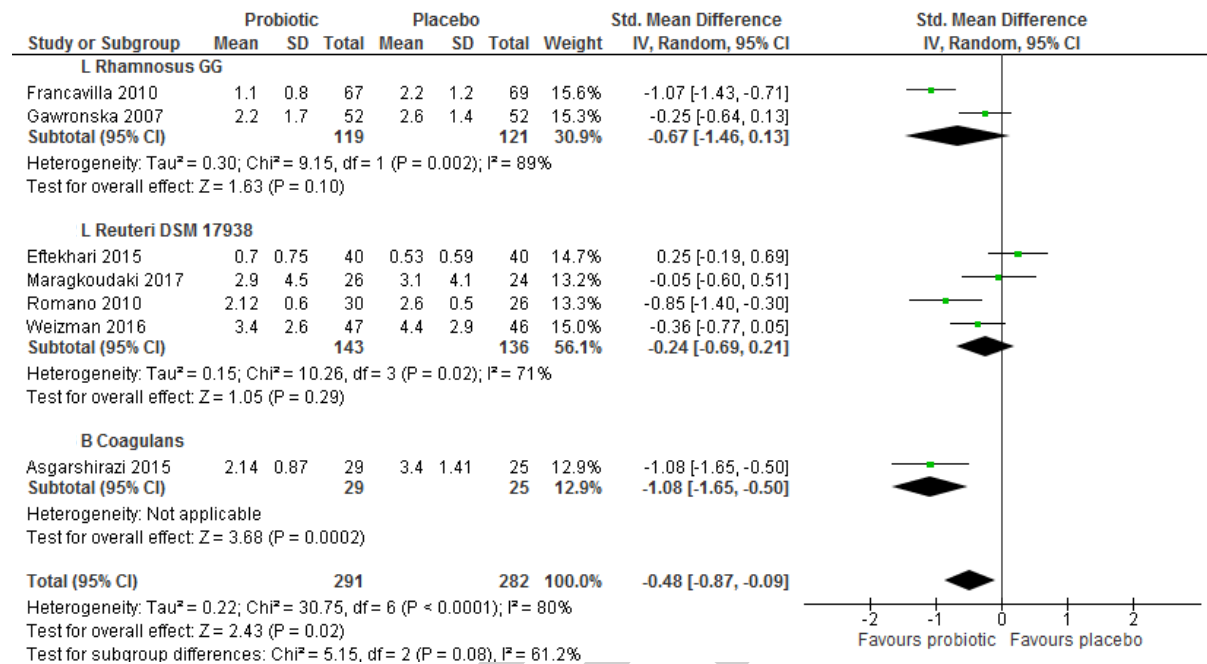 Probiotic Placebo Std. Mean Difference Std. Mean Difference
Study or Subgroup Mean SD Total Mean SD Total Weight IV, Random, 95% CI IV, Random, 95% CI
L Rhamnosus GG
Francavilla 2010 1.1 0.8 67 2.2 1.2 69 15.6% -1.07 [-1.43, -0.71]
Gawronska 2007 2.2 1.7 52 2.6 1.4 52 15.3% -0.25 [-0.64, 0.13]
Subtotal (95% CI) 119 121 30.9% -0.67 [-1.46, 0.13]
Heterogeneity: Tau² = 0.30; Chi² = 9.15, df = 1 (P = 0.002); I² = 89%
Test for overall effect: Z = 1.63 (P = 0.10)
L Reuteri DSM 17938
Eftekhari 2015 0.7 0.75 40 0.53 0.59 40 14.7% 0.25 [-0.19, 0.69]
Maragkoudaki 2017 2.9 4.5 26 3.1 4.1 24 13.2% -0.05 [-0.60, 0.51]
Romano 2010 2.12 0.6 30 2.6 0.5 26 13.3% -0.85 [-1.40, -0.30]
Weizman 2016 3.4 2.6 47 4.4 2.9 46 15.0% -0.36 [-0.77, 0.05]
Subtotal (95% CI) 143 136 56.1% -0.24 [-0.69, 0.21]
Heterogeneity: Tau² = 0.15; Chi² = 10.26, df = 3 (P = 0.02); I² = 71%
Test for overall effect: Z = 1.05 (P = 0.29)
B Coagulans
Asgarshirazi 2015 2.14 0.87 29 3.4 1.41 25 12.9% -1.08 [-1.65, -0.50]
Subtotal (95% CI) 29 25 12.9% -1.08 [-1.65, -0.50]
Heterogeneity: Not applicable
Test for overall effect: Z = 3.68 (P = 0.0002)
Total (95% CI) 291 282 100.0% -0.48 [-0.87, -0.09]
Heterogeneity: Tau² = 0.22; Chi² = 30.75, df = 6 (P < 0.0001); I² = 80%
Test for overall effect: Z = 2.43 (P = 0.02)
Test for subgroup differences: Chi² = 5.15, df = 2 (P = 0.08), I² = 61.2%
-2 -1 0 1 2
Favours probiotic Favours placebo